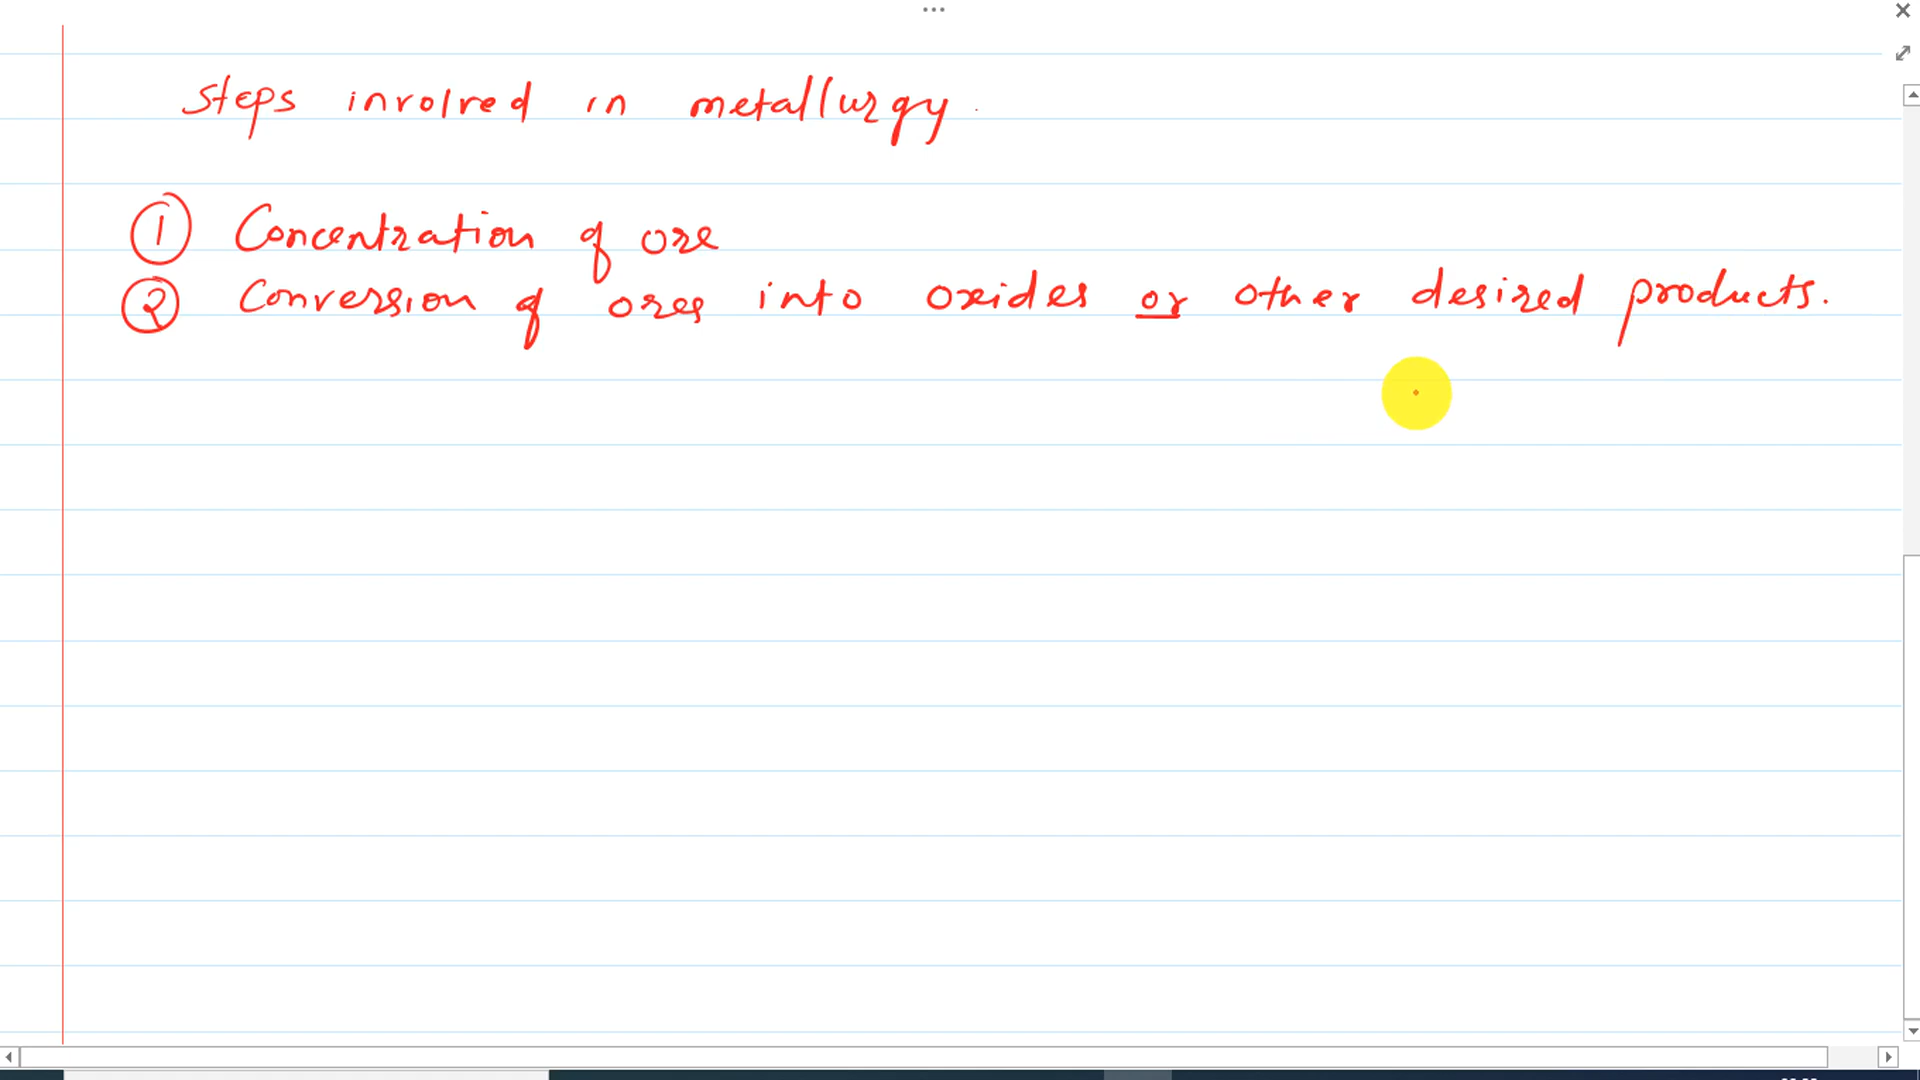 Steps involved in metallurgy.
① Concentration of ore
② Conversion of ores into oxides or other desired products.